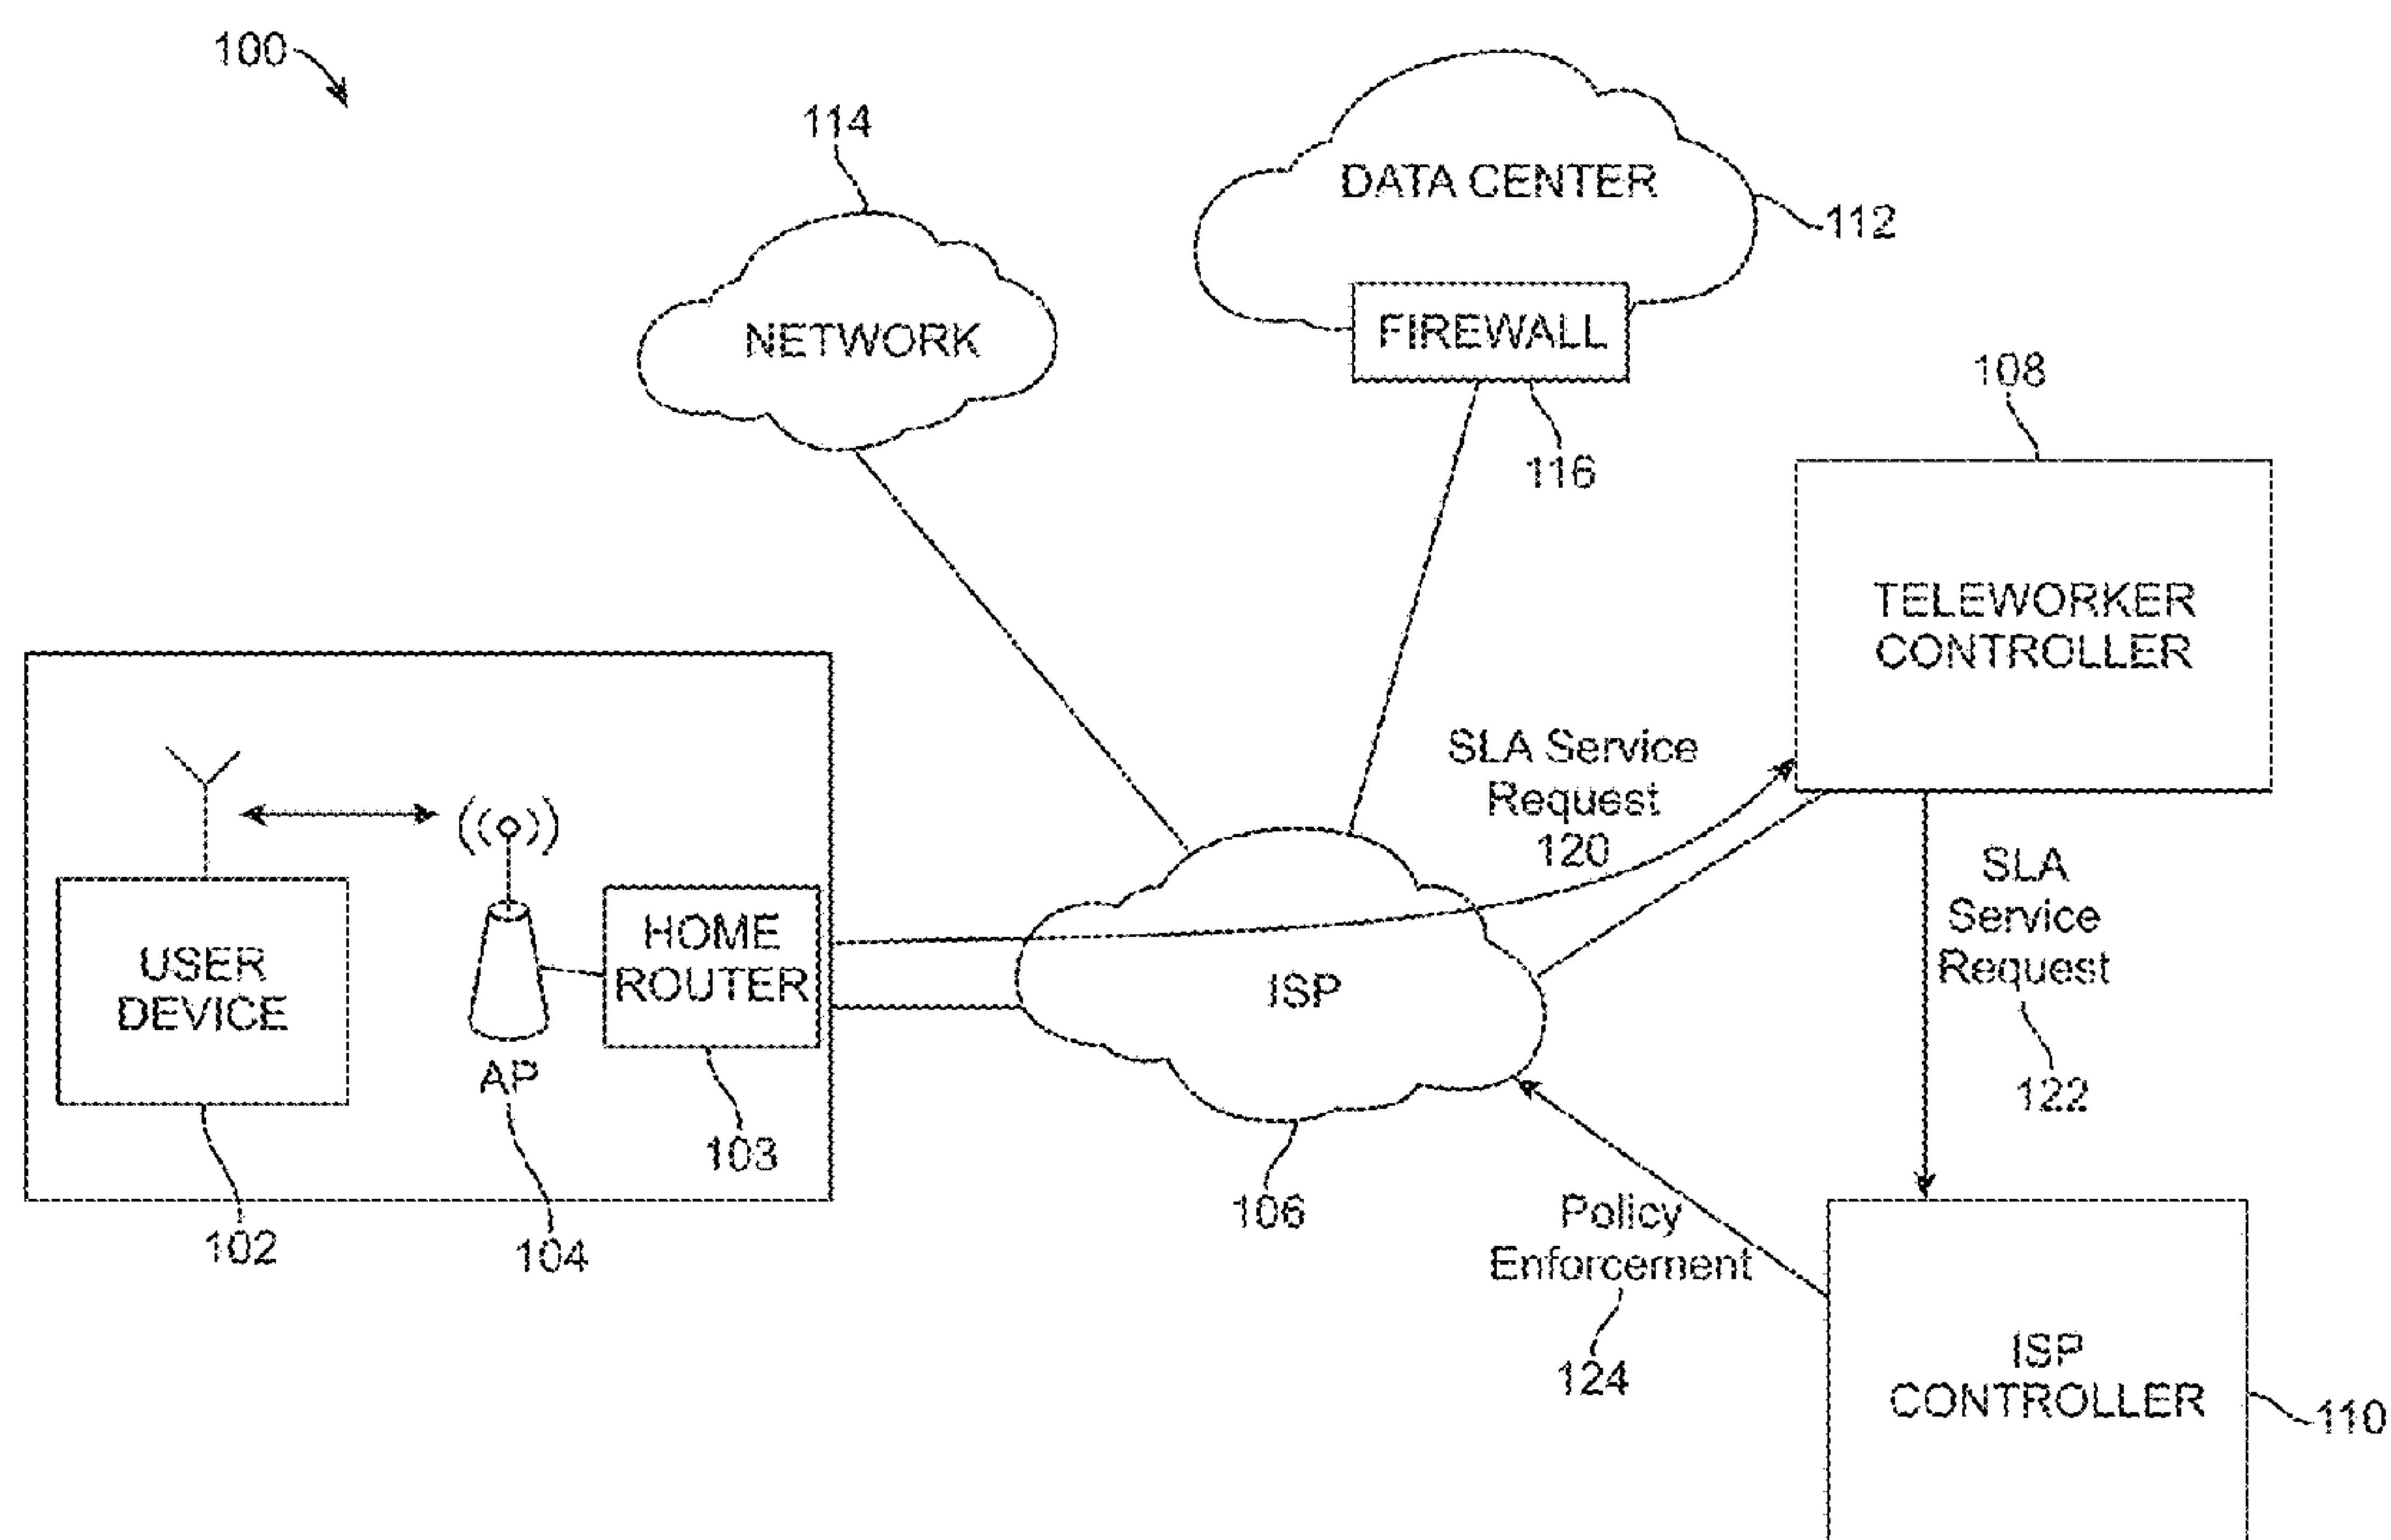 100
114
DATA CENTER
112
NETWORK
FIREWALL
108
116
TELEWORKER
CONTROLLER
SLA Service
Request
120
SLA
Service
Request
122
HOME
ROUTER
USER
DEVICE
AP
103
102
104
ISP
106
Policy
Enforcement
124
ISP
CONTROLLER
110